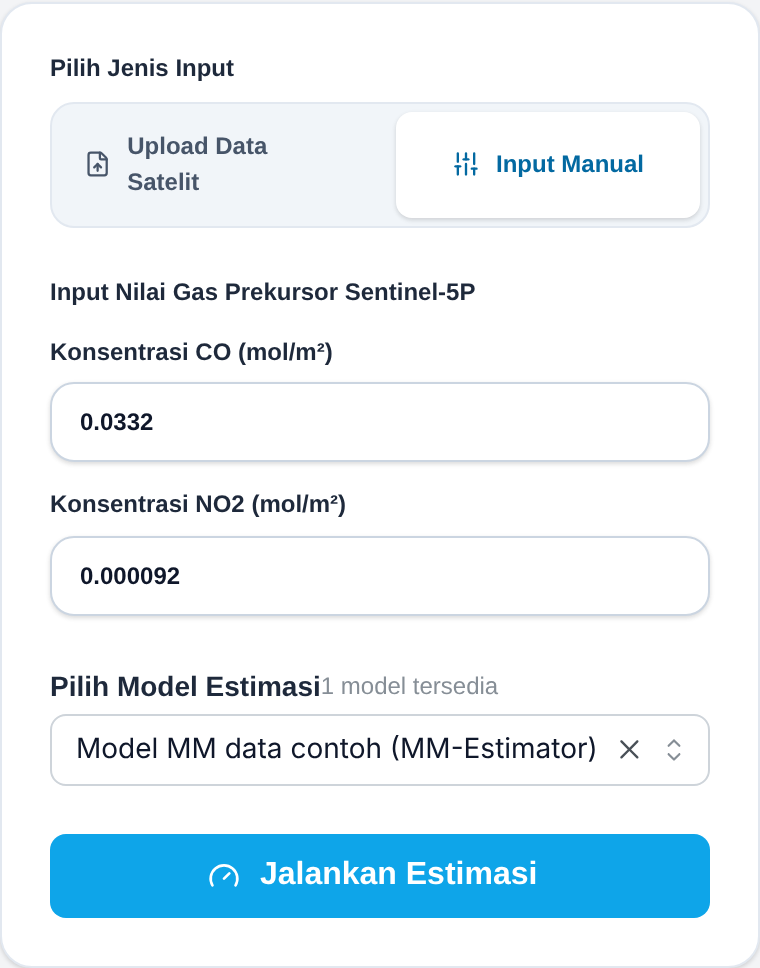 Pilih Jenis Input
Upload Data
Satelit
Input Manual
Input Nilai Gas Prekursor Sentinel-5P
Konsentrasi CO (mol/m²)
0.0332
Konsentrasi NO2 (mol/m²)
0.000092
Pilih Model Estimasi1 model tersedia
Model MM data contoh (MM-Estimator)
Jalankan Estimasi